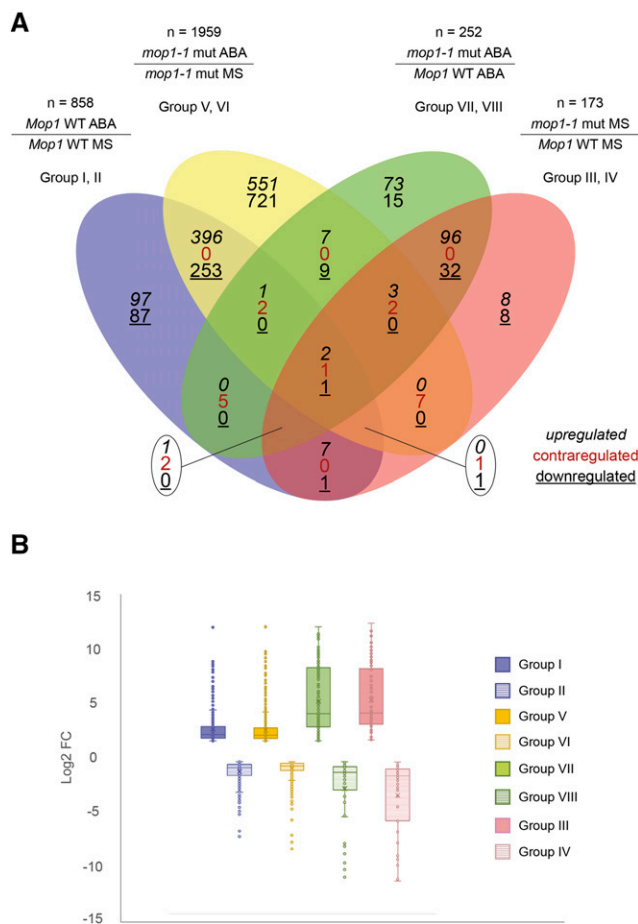 A
n = 1959
mop1-1 mut ABA
mop1-1 mut MS
Group V, VI
n = 252
mop1-1 mut ABA
Mop1 WT ABA
Group VII, VIII
n = 858
Mop1 WT ABA
Mop1 WT MS
Group I, II
n = 173
mop1-1 mut MS
Mop1 WT MS
Group III, IV
551
721
73
15
396
0
253
7
0
9
96
0
32
97
87
1
2
0
3
2
0
8
8
2
1
1
0
5
0
0
7
0
1
2
0
7
0
1
0
1
1
upregulated
contraregulated
downregulated
B
15
10
5
0
-5
-10
-15
Log2 FC
Group I
Group II
Group V
Group VI
Group VII
Group VIII
Group III
Group IV